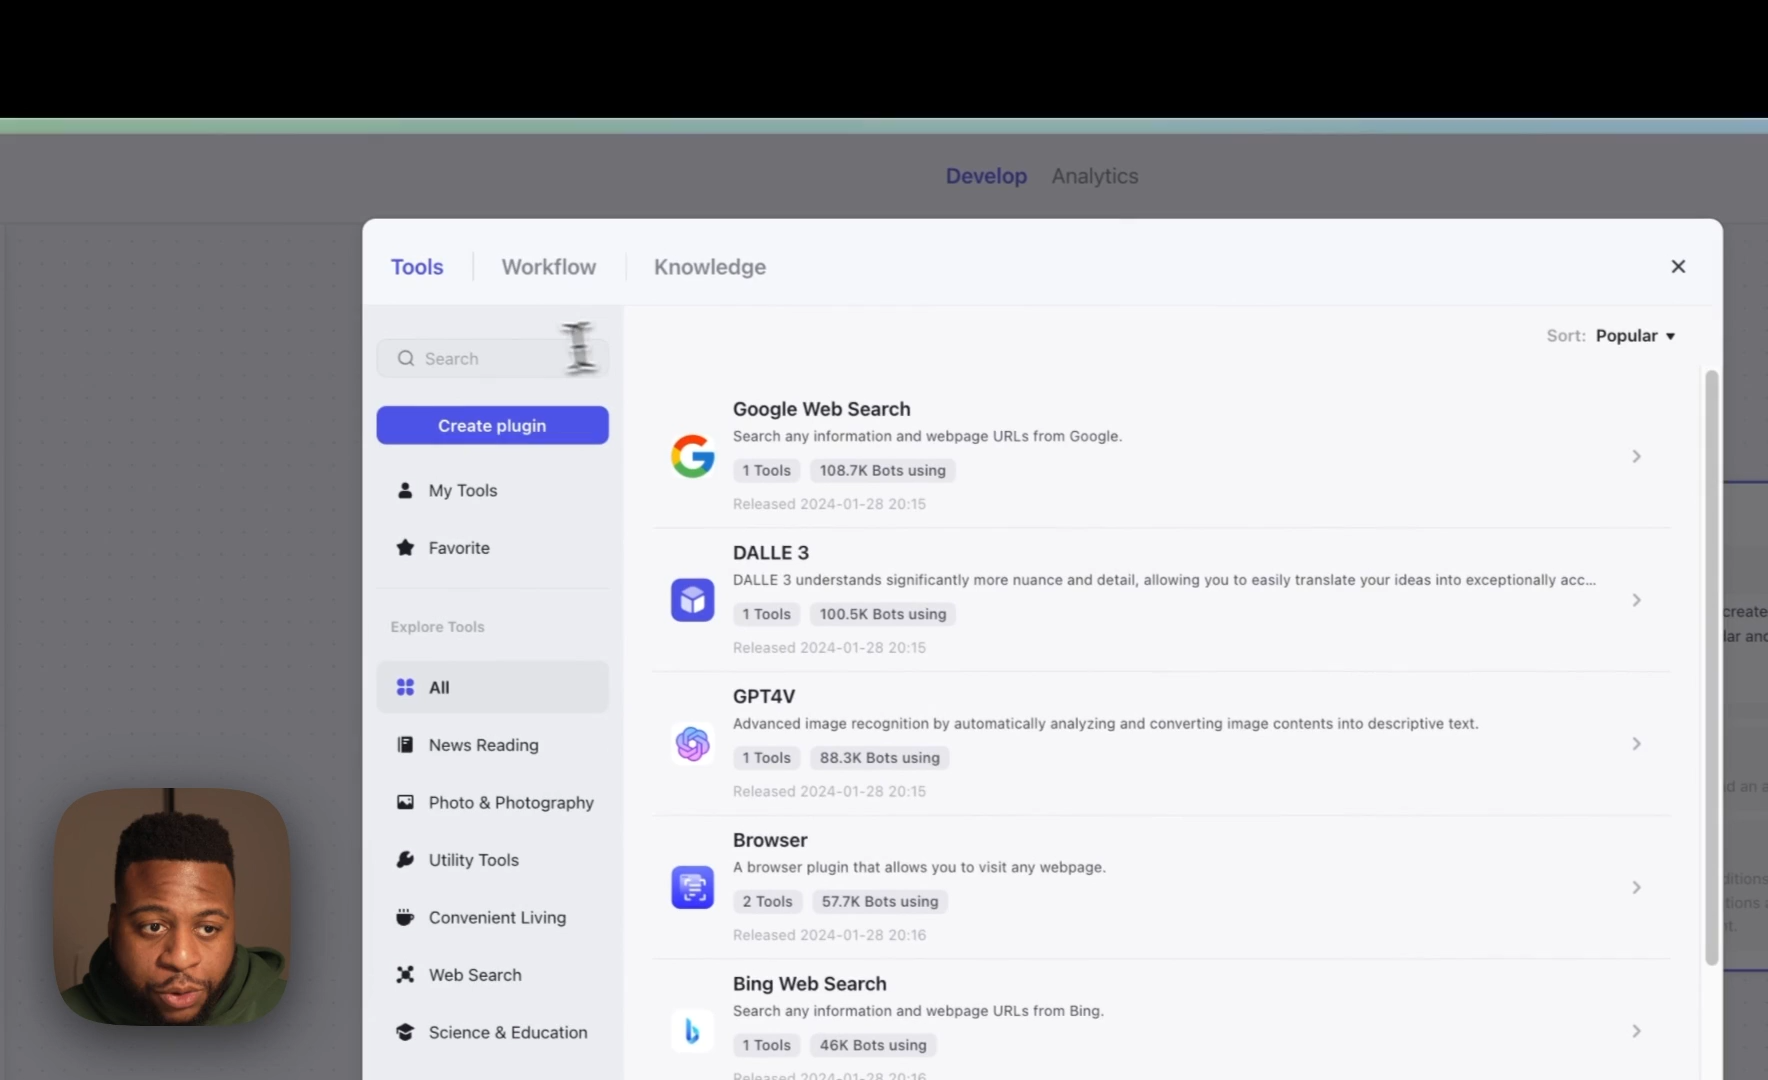 Develop
Analytics
Tools
Workflow
Knowledge
Search
Sort: Popular
Create plugin
My Tools
Favorite
Explore Tools
All
News Reading
Photo & Photography
Utility Tools
Convenient Living
Web Search
Science & Education
Google Web Search
Search any information and webpage URLs from Google.
1 Tools
108.7K Bots using
Released 2024-01-28 20:15
DALLE 3
DALLE 3 understands significantly more nuance and detail, allowing you to easily translate your ideas into exceptionally acc...
1 Tools
100.5K Bots using
Released 2024-01-28 20:15
GPT4V
Advanced image recognition by automatically analyzing and converting image contents into descriptive text.
1 Tools
88.3K Bots using
Released 2024-01-28 20:15
Browser
A browser plugin that allows you to visit any webpage.
2 Tools
57.7K Bots using
Released 2024-01-28 20:16
Bing Web Search
Search any information and webpage URLs from Bing.
1 Tools
46K Bots using
Released 2024-01-28 20:16
create